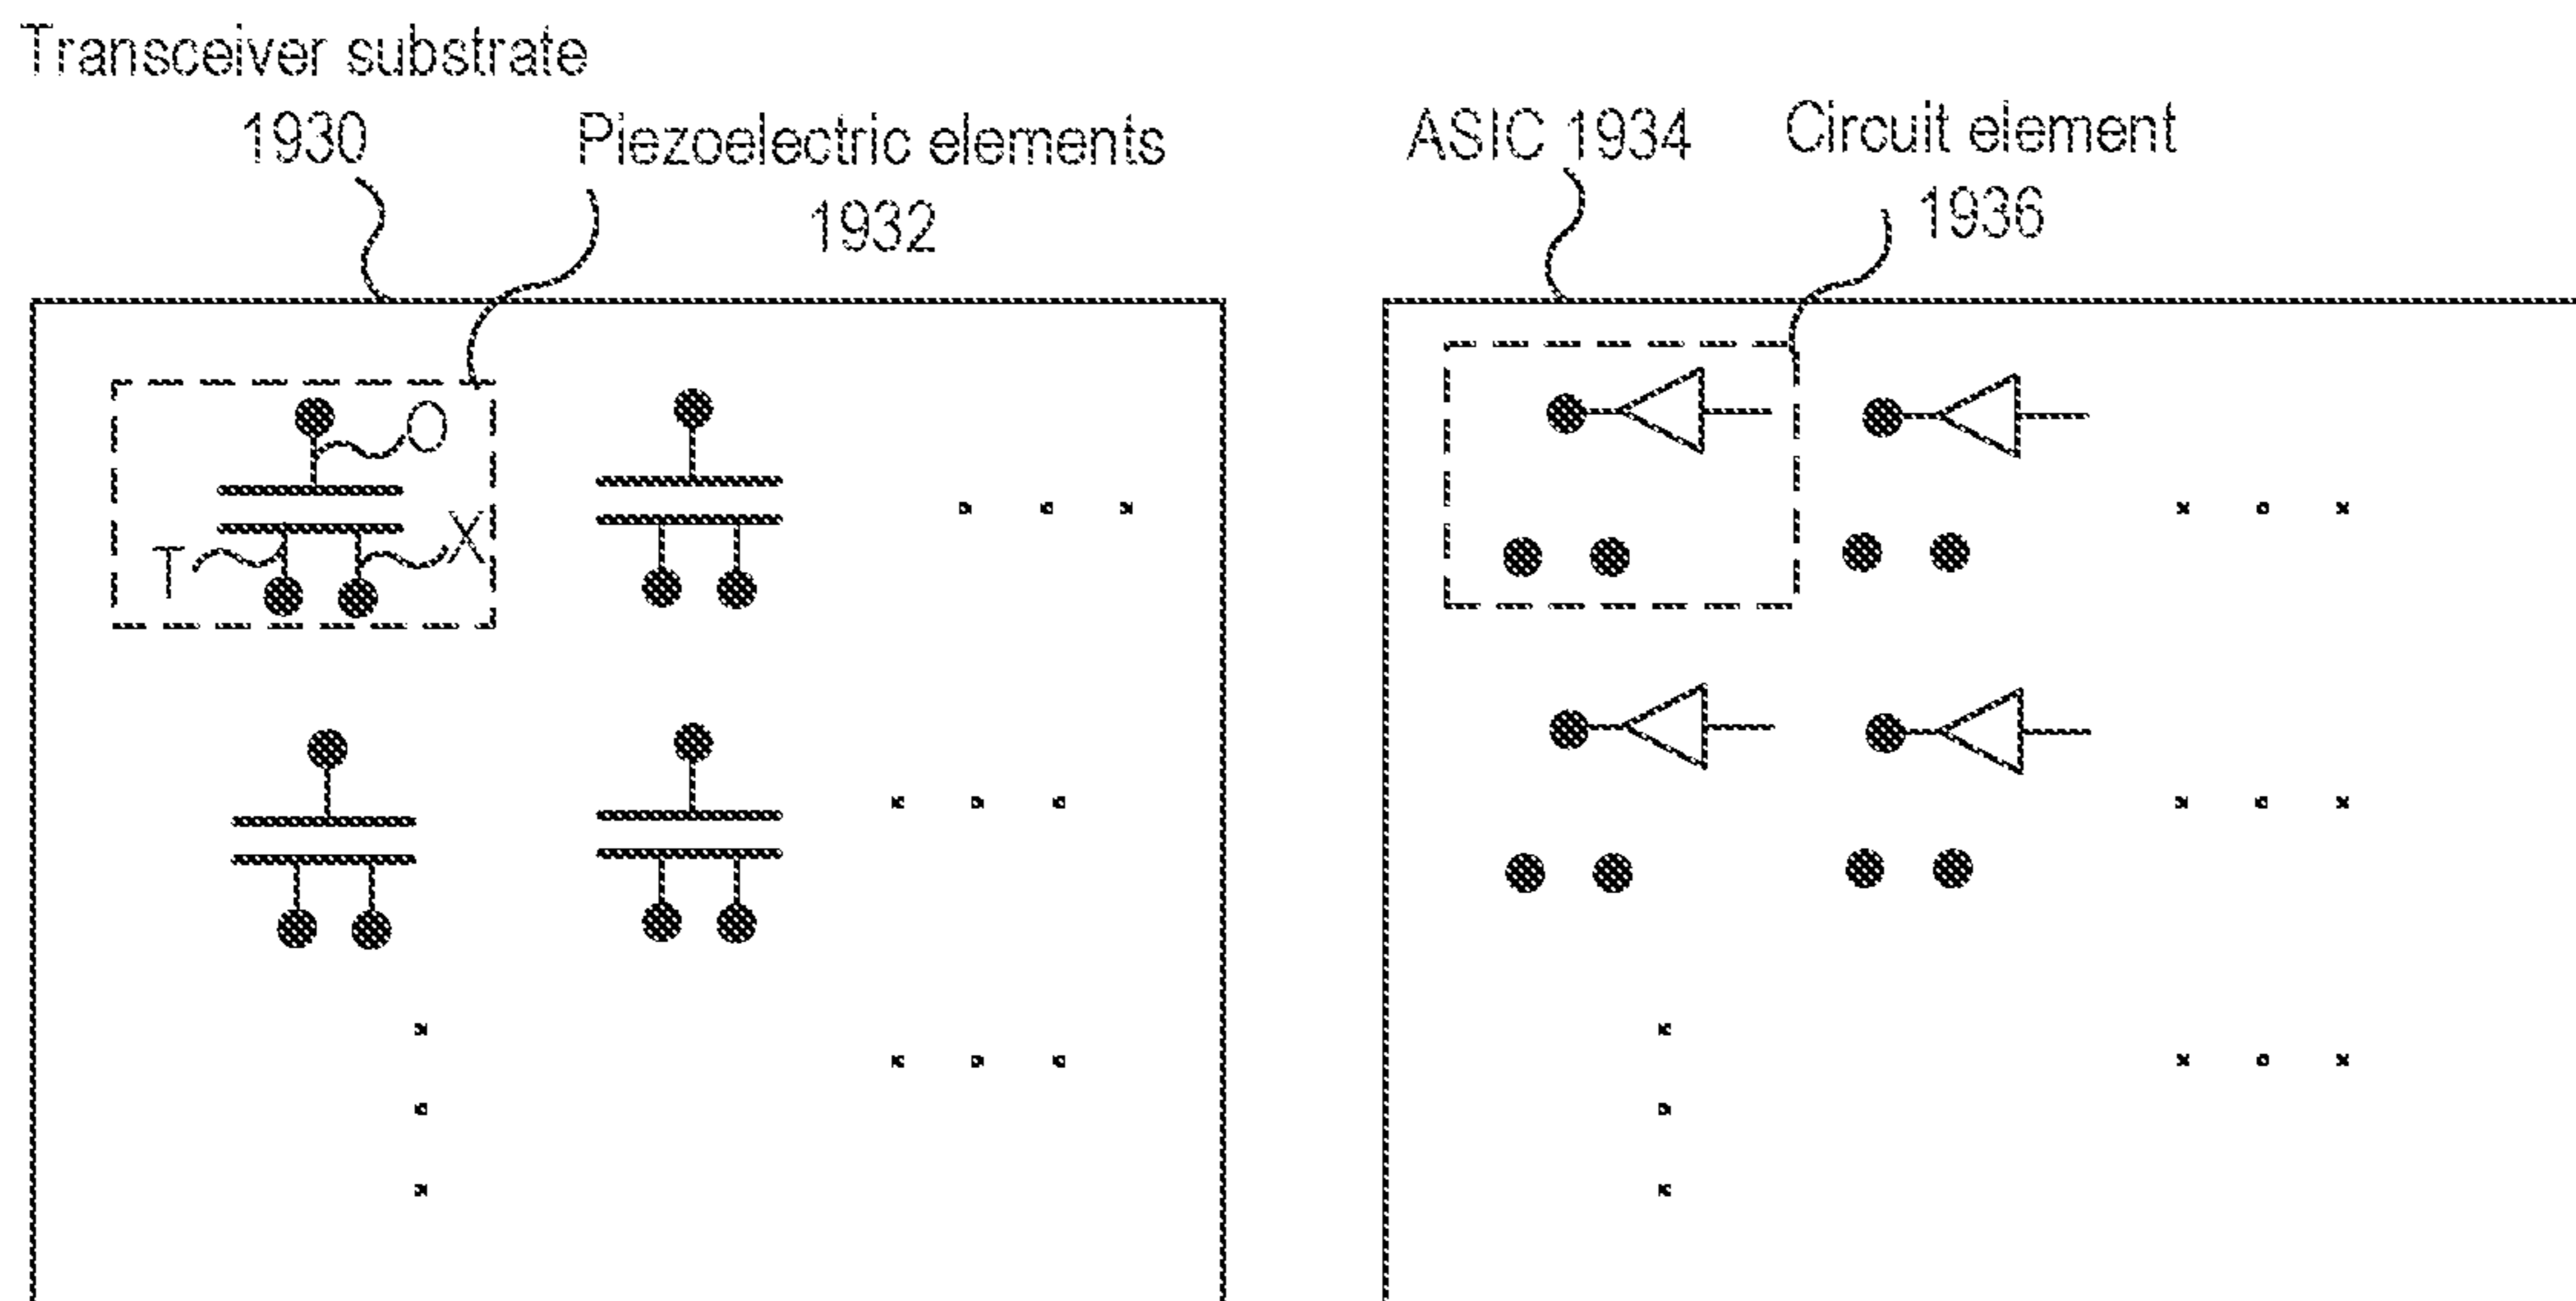 Transceiver substrate
1930
Piezoelectric elements
1932
ASIC 1934
Circuit element
1936
O
T
X